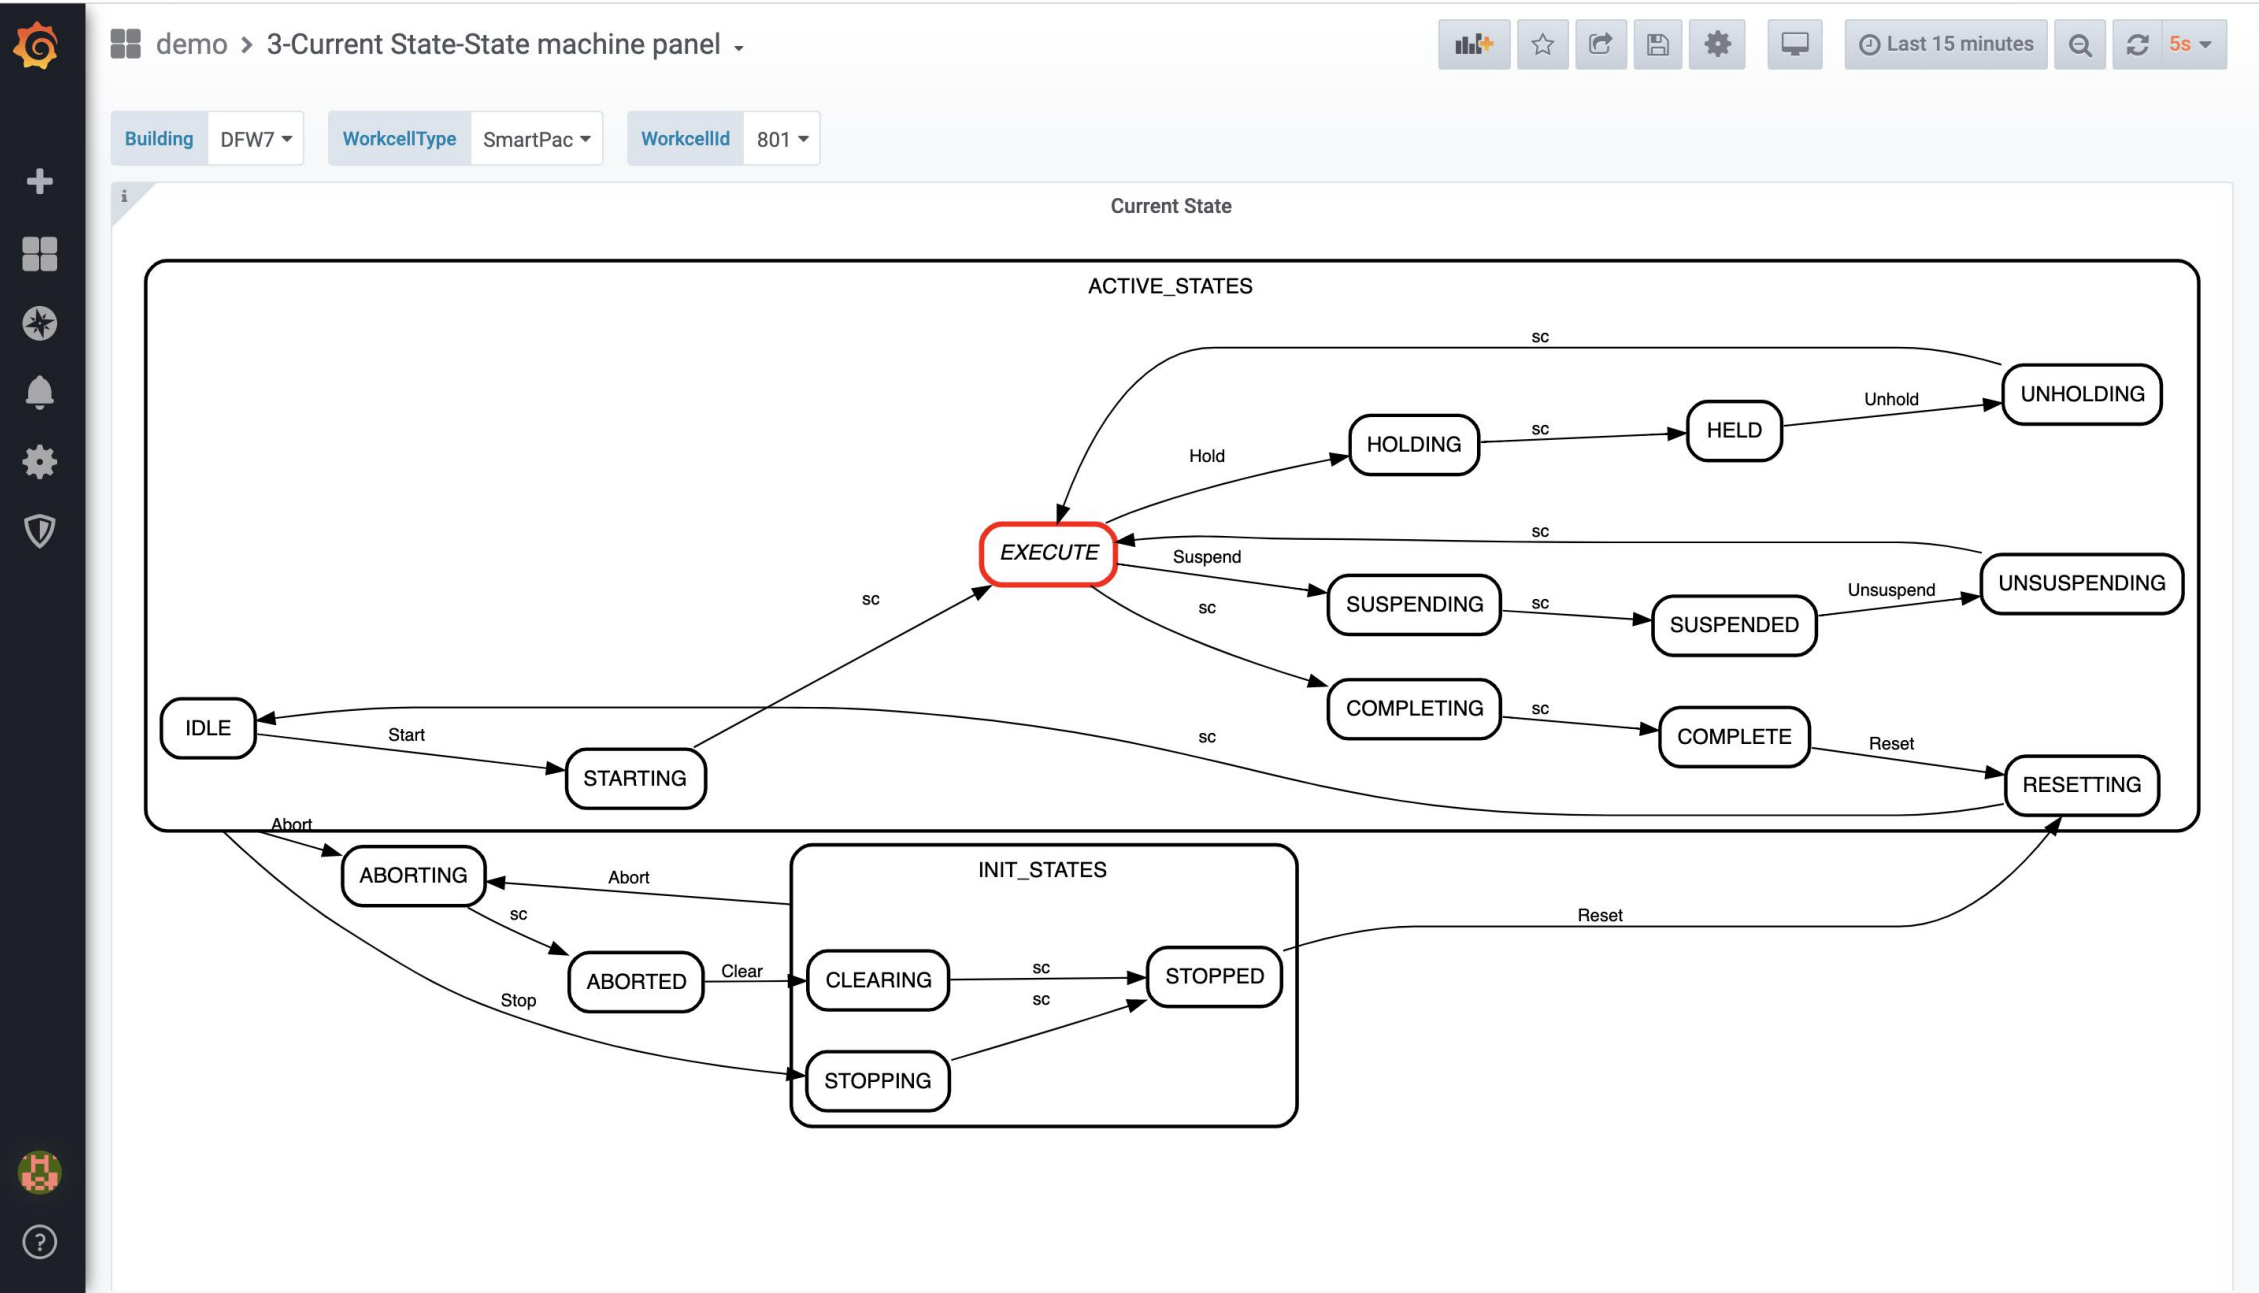 demo > 3-Current State-State machine panel
Last 15 minutes
5s
Building DFW7
WorkcellType SmartPac
WorkcellId 801
i
Current State
ACTIVE_STATES
sc
UNHOLDING
Unhold
HELD
sc
HOLDING
Hold
EXECUTE
sc
Suspend
UNSUSPENDING
Unsuspend
SUSPENDED
sc
SUSPENDING
sc
sc
COMPLETING
sc
COMPLETE
Reset
RESETTING
sc
IDLE
Start
STARTING
Abort
ABORTING
Abort
INIT_STATES
sc
Reset
ABORTED
Clear
CLEARING
sc
STOPPED
sc
Stop
STOPPING
?